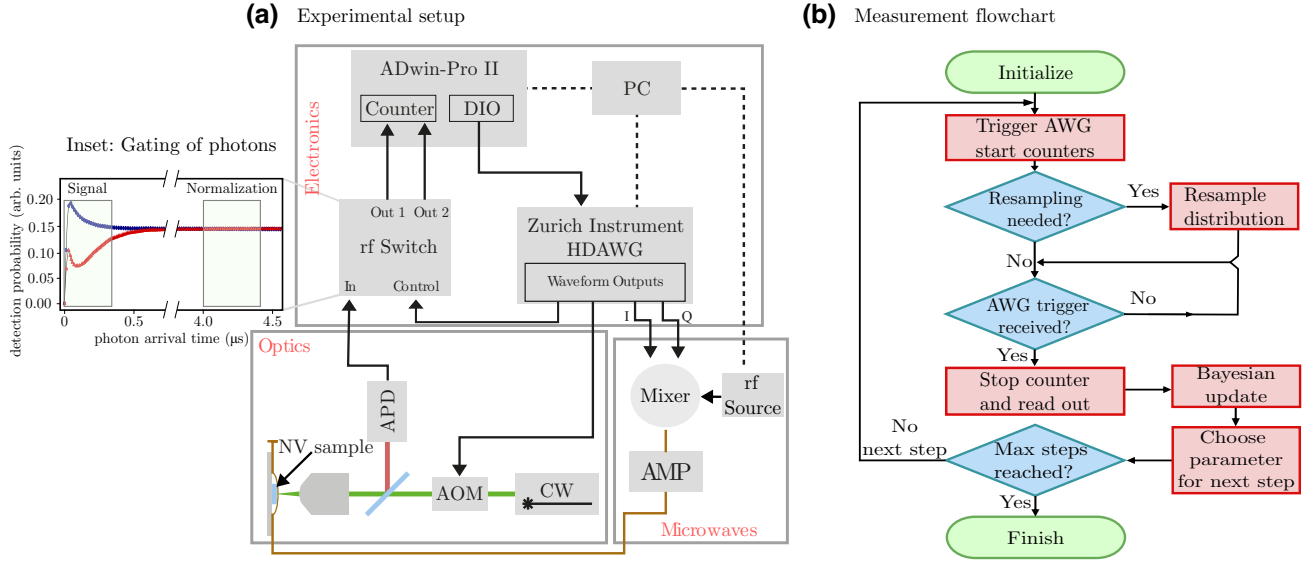 (a) Experimental setup
(b) Measurement flowchart
Inset: Gating of photons
detection probability (arb. units)
0.20
0.15
0.10
0.05
0.00
Signal
Normalization
0
0.5
4.0
4.5
photon arrival time (μs)
Electronics
ADwin-Pro II
Counter
DIO
PC
Out 1
Out 2
rf Switch
In
Control
Zurich Instrument
HDAWG
Waveform Outputs
I
Q
Optics
APD
NV sample
AOM
CW
Mixer
rf
Source
AMP
Microwaves
Initialize
Trigger AWG
start counters
Resampling
needed?
Yes
Resample
distribution
No
AWG trigger
received?
No
Yes
Stop counter
and read out
Bayesian
update
Choose
parameter
for next step
Max steps
reached?
No
next step
Yes
Finish